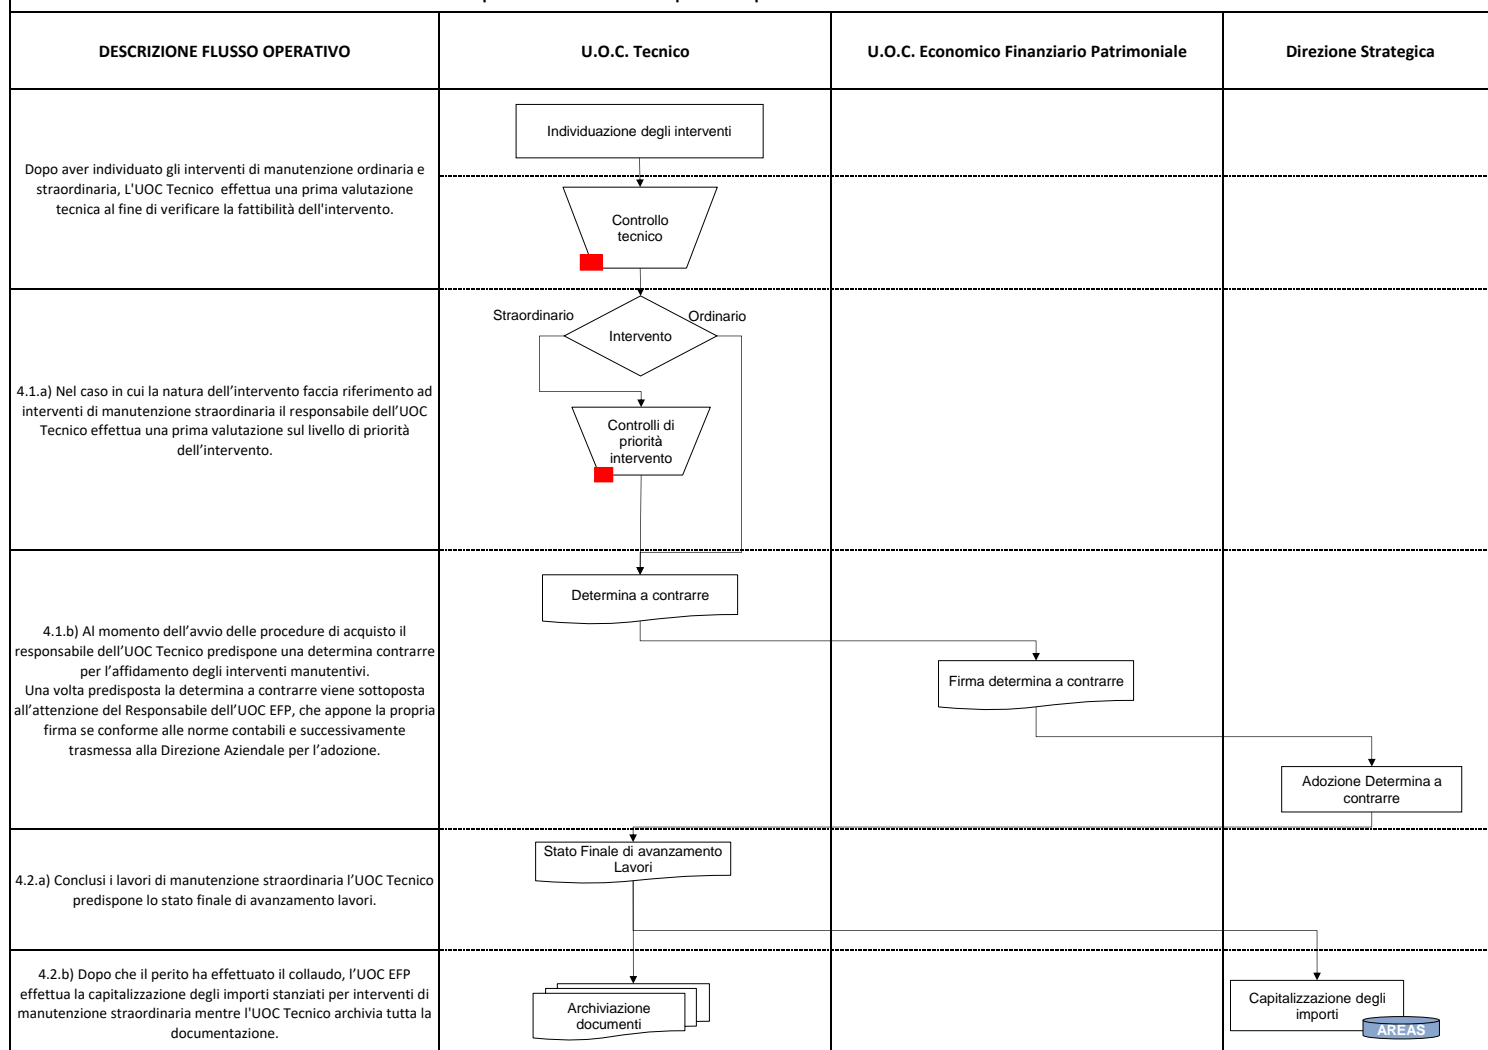 DESCRIZIONE FLUSSO OPERATIVO
U.O.C. Tecnico
U.O.C. Economico Finanziario Patrimoniale
Direzione Strategica
Dopo aver individuato gli interventi di manutenzione ordinaria e
straordinaria, L'UOC Tecnico effettua una prima valutazione
tecnica al fine di verificare la fattibilità dell'intervento.
Individuazione degli interventi
Controllo
tecnico
4.1.a) Nel caso in cui la natura dell’intervento faccia riferimento ad
interventi di manutenzione straordinaria il responsabile dell’UOC
Tecnico effettua una prima valutazione sul livello di priorità
dell’intervento.
Straordinario
Ordinario
Intervento
Controlli di
priorità
intervento
4.1.b) Al momento dell’avvio delle procedure di acquisto il
responsabile dell’UOC Tecnico predispone una determina contrarre
per l’affidamento degli interventi manutentivi.
Una volta predisposta la determina a contrarre viene sottoposta
all’attenzione del Responsabile dell’UOC EFP, che appone la propria
firma se conforme alle norme contabili e successivamente
trasmessa alla Direzione Aziendale per l’adozione.
Determina a contrarre
Firma determina a contrarre
Adozione Determina a
contrarre
4.2.a) Conclusi i lavori di manutenzione straordinaria l’UOC Tecnico
predispone lo stato finale di avanzamento lavori.
Stato Finale di avanzamento
Lavori
4.2.b) Dopo che il perito ha effettuato il collaudo, l’UOC EFP
effettua la capitalizzazione degli importi stanziati per interventi di
manutenzione straordinaria mentre l'UOC Tecnico archivia tutta la
documentazione.
Archiviazione
documenti
Capitalizzazione degli
importi
AREAS